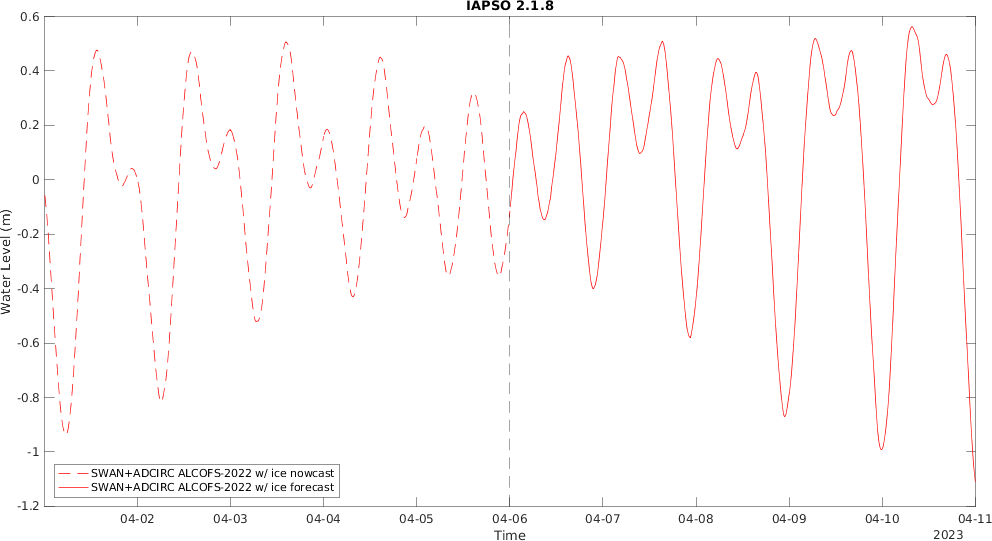 IAPSO 2.1.8
0.6
0.4
0.2
0
-0.2
-0.4
-0.6
-0.8
-1
-1.2
Water Level (m)
SWAN+ADCIRC ALCOFS-2022 w/ ice nowcast
SWAN+ADCIRC ALCOFS-2022 w/ ice forecast
04-02 04-03 04-04 04-05 04-06 04-07 04-08 04-09 04-10 04-11
Time
2023